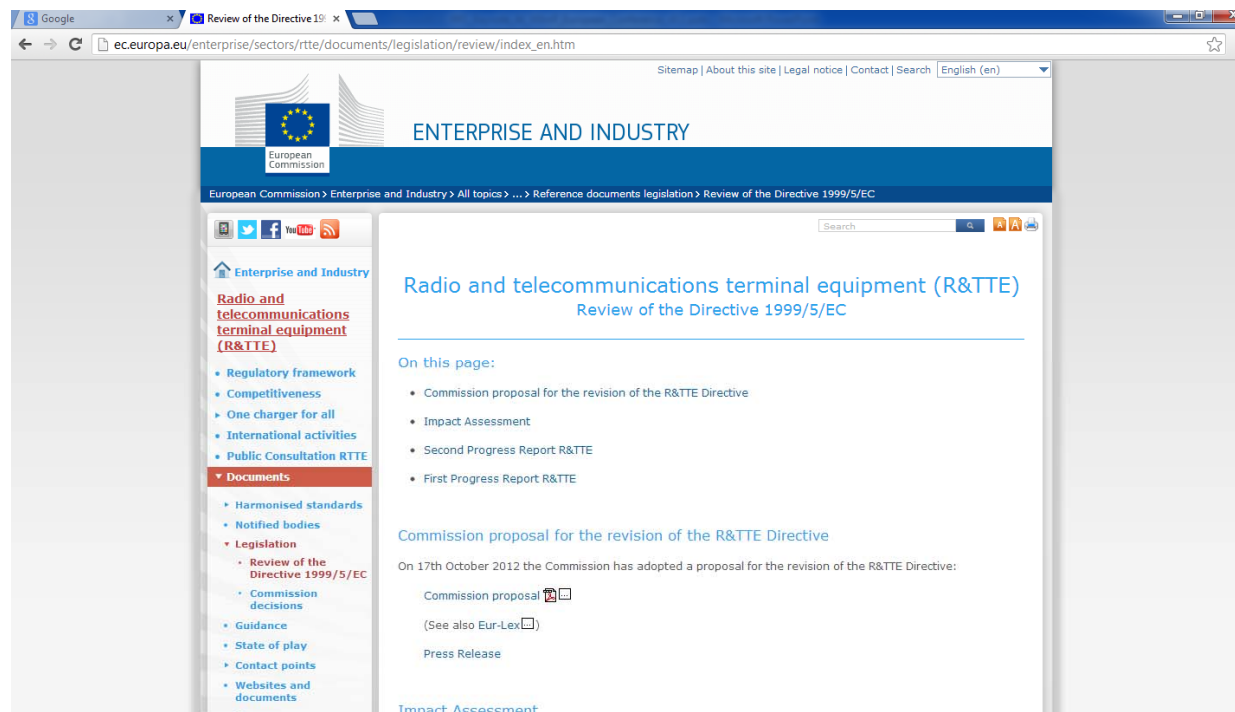 Google
Review of the Directive 19
ec.europa.eu/enterprise/sectors/rtte/documents/legislation/review/index_en.htm
Sitemap | About this site | Legal notice | Contact | Search English (en)
European
Commission
ENTERPRISE AND INDUSTRY
European Commission > Enterprise and Industry > All topics > ... > Reference documents legislation > Review of the Directive 1999/5/EC
You Tube
Search
A A
Enterprise and Industry
Radio and
telecommunications
terminal equipment
(R&TTE)
• Regulatory framework
• Competitiveness
One charger for all
• International activities
• Public Consultation RTTE
Documents
Harmonised standards
• Notified bodies
Legislation
• Review of the
Directive 1999/5/EC
• Commission
decisions
• Guidance
• State of play
Contact points
• Websites and
documents
Radio and telecommunications terminal equipment (R&TTE)
Review of the Directive 1999/5/EC
On this page:
• Commission proposal for the revision of the R&TTE Directive
• Impact Assessment
• Second Progress Report R&TTE
• First Progress Report R&TTE
Commission proposal for the revision of the R&TTE Directive
On 17th October 2012 the Commission has adopted a proposal for the revision of the R&TTE Directive:
Commission proposal ...
(See also Eur-Lex ...)
Press Release
Impact Assessment